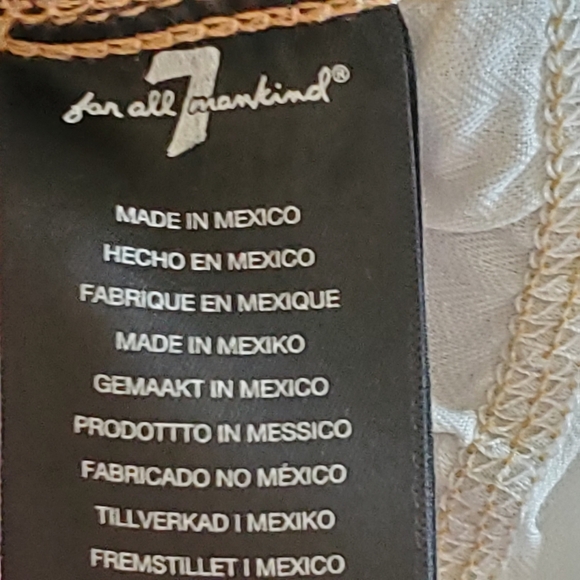 7
for all mankind®
MADE IN MEXICO
HECHO EN MEXICO
FABRIQUE EN MEXIQUE
MADE IN MEXIKO
GEMAAKT IN MEXICO
PRODOTTTO IN MESSICO
FABRICADO NO MÉXICO
TILLVERKAD I MEXIKO
FREMSTILLET I MEXICO